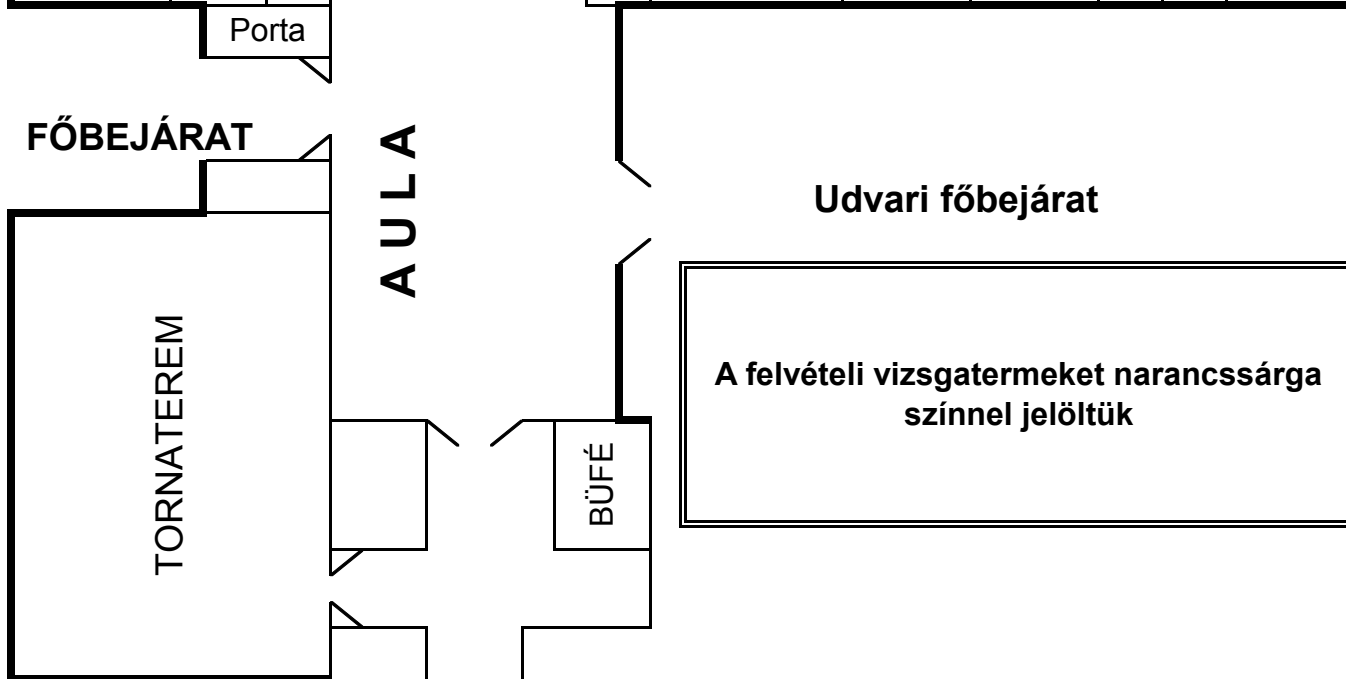 Porta
FŐBEJÁRAT
A U L A
Udvari főbejárat
A felvételi vizsgatermeket narancssárga
színnel jelöltük
TORNATEREM
BÜFÉ